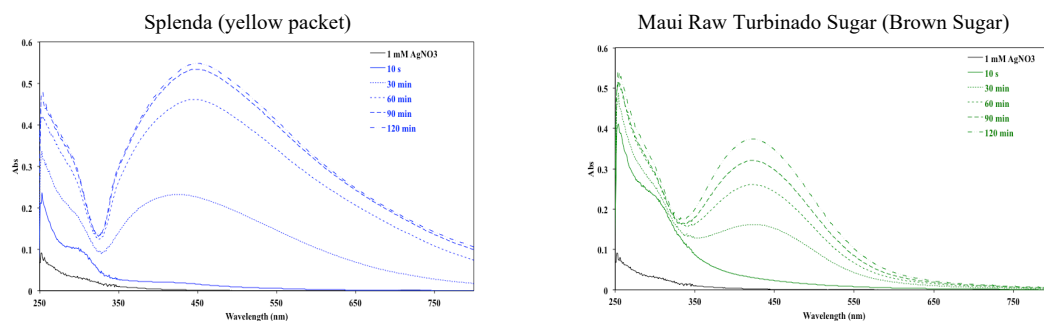 Splenda (yellow packet)
0.6
0.5
0.4
0.3
0.2
0.1
0
Abs
250
350
450
550
650
750
Wavelength (nm)
1 mM AgNO3
10 s
30 min
60 min
90 min
120 min
Maui Raw Turbinado Sugar (Brown Sugar)
0.6
0.5
0.4
0.3
0.2
0.1
0
Abs
250
350
450
550
650
750
Wavelength (nm)
1 mM AgNO3
10 s
30 min
60 min
90 min
120 min